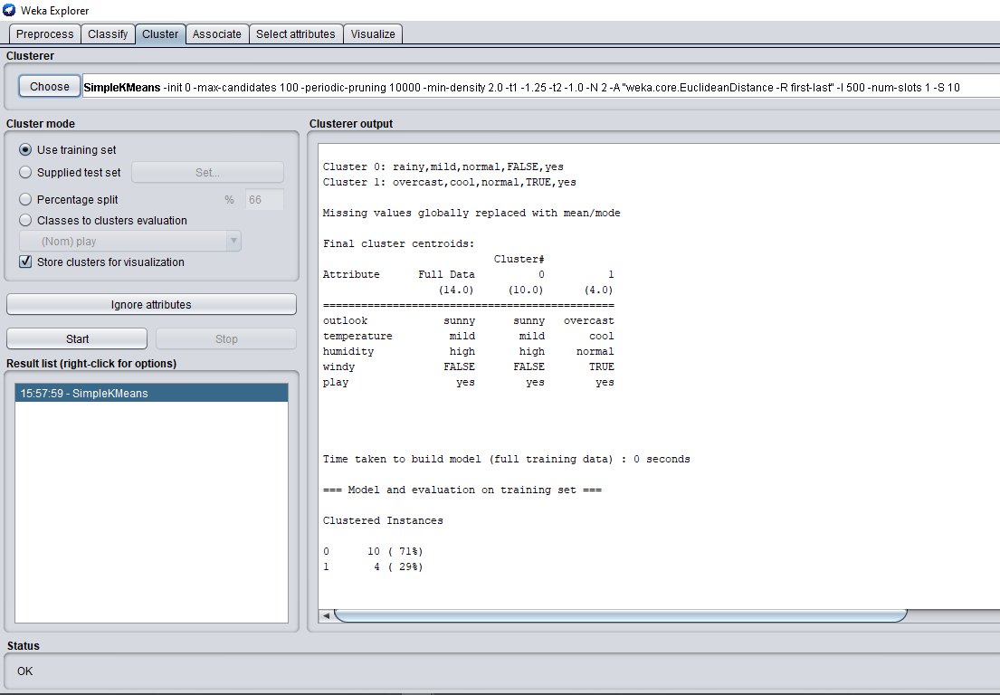 Weka Explorer
Preprocess Classify Cluster Associate Select attributes Visualize
Clusterer
Choose SimpleKMeans -init 0 -max-candidates 100 -periodic-pruning 10000 -min-density 2.0 -t1 -1.25 -t2 -1.0 -N 2 -A "weka.core.EuclideanDistance -R first-last" -I 500 -num-slots 1 -S 10
Cluster mode
Use training set
Supplied test set Set...
Percentage split % 66
Classes to clusters evaluation
(Nom) play
Store clusters for visualization
Ignore attributes
Start Stop
Result list (right-click for options)
15:57:59 - SimpleKMeans
Clusterer output
Cluster 0: rainy,mild,normal,FALSE,yes
Cluster 1: overcast,cool,normal,TRUE,yes
Missing values globally replaced with mean/mode
Final cluster centroids:
Cluster#
Attribute Full Data 0 1
(14.0) (10.0) (4.0)
==============================================
outlook sunny sunny overcast
temperature mild mild cool
humidity high high normal
windy FALSE FALSE TRUE
play yes yes yes
Time taken to build model (full training data) : 0 seconds
=== Model and evaluation on training set ===
Clustered Instances
0 10 ( 71%)
1 4 ( 29%)
Status
OK